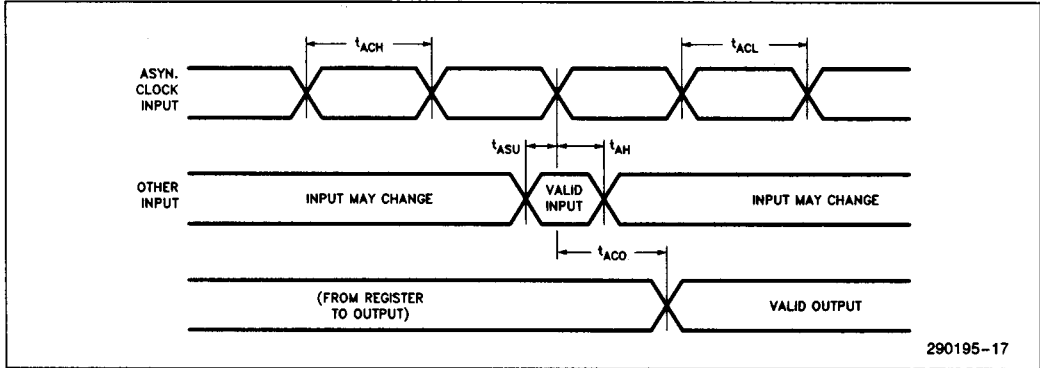 tACH
tACL
ASYN.
CLOCK
INPUT
tASU
tAH
OTHER
INPUT
INPUT MAY CHANGE
VALID
INPUT
INPUT MAY CHANGE
tACO
(FROM REGISTER
TO OUTPUT)
VALID OUTPUT
290195-17